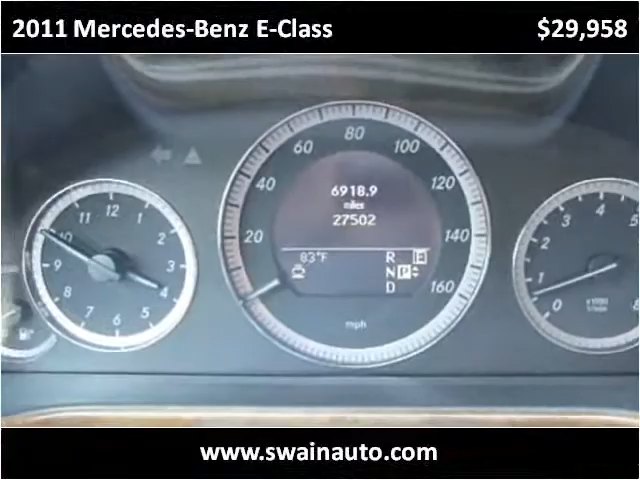 2011 Mercedes-Benz E-Class $29,958
80
60 100
40 120
20 140
160
6918.9
miles
27502
83°F R E
N P
D
mph
12
11 1
10 2
9 3
8 4
7 5
6
4
3
2
1
0
www.swainauto.com